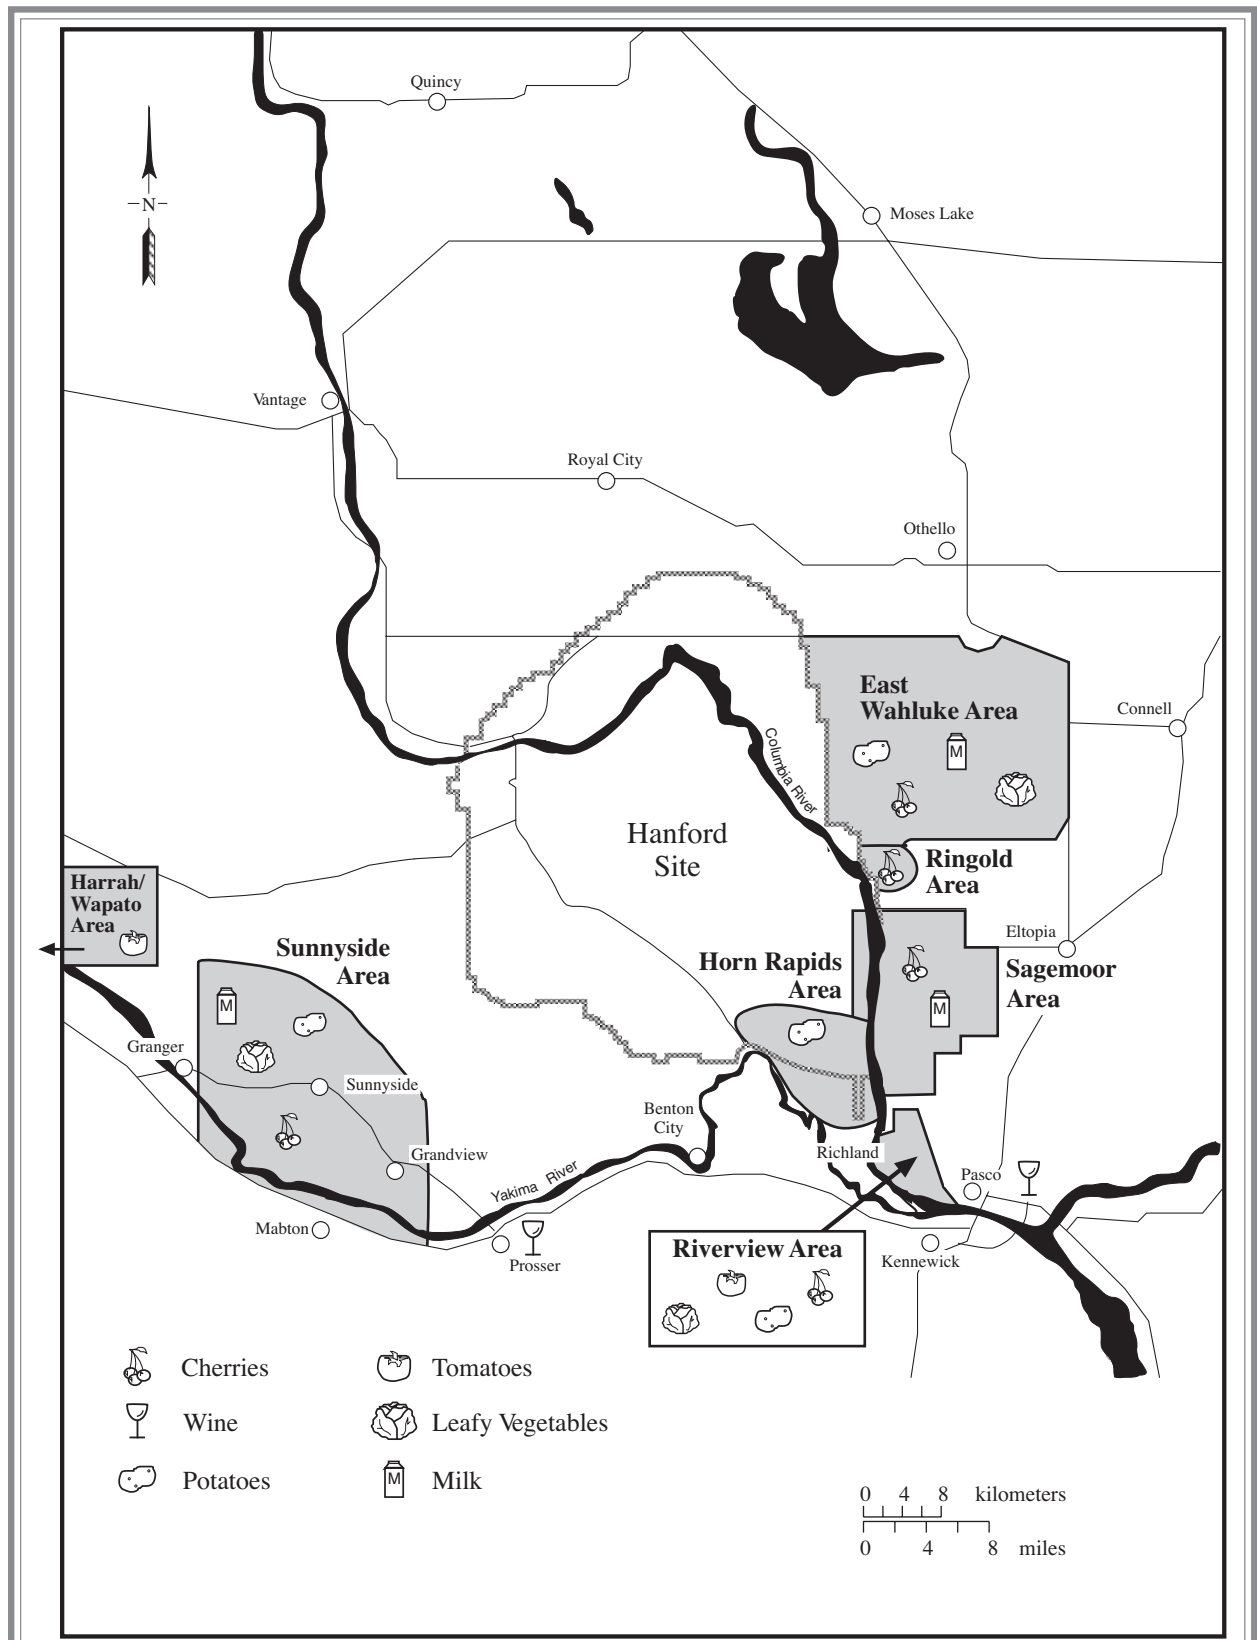 Quincy
N
Moses Lake
Vantage
Royal City
Othello
East
Wahluke Area
M
Connell
Columbia River
Hanford
Site
Ringold
Area
Harrah/
Wapato
Area
Sunnyside
Area
Eltopia
Horn Rapids
Area
Sagemoor
Area
M
M
Granger
Sunnyside
Benton
City
Richland
Grandview
Yakima River
Pasco
Mabton
Prosser
Riverview Area
Kennewick
Cherries
Tomatoes
Wine
Leafy Vegetables
Potatoes
M
Milk
0 4 8 kilometers
0 4 8 miles